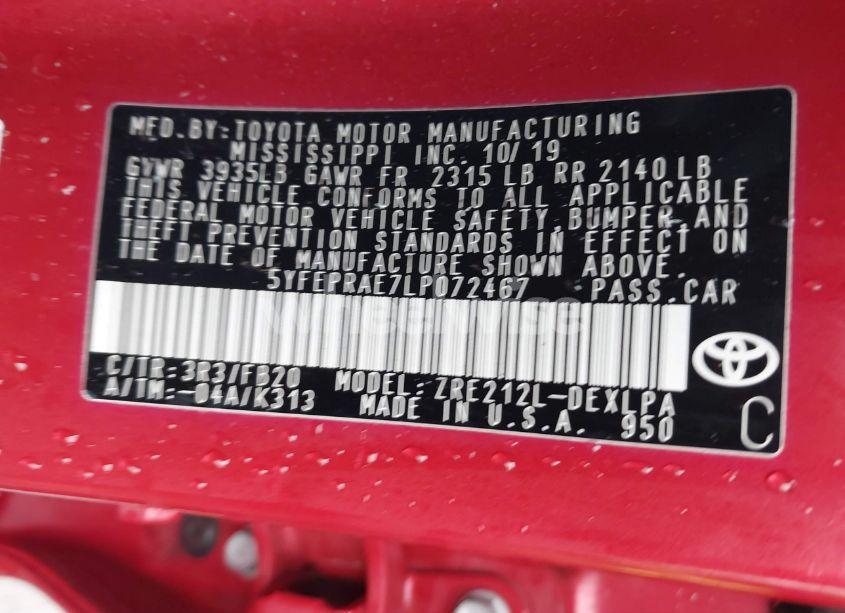 MFD.BY:TOYOTA MOTOR MANUFACTURING
MISSISSIPPI INC. 10/19
GVWR 3935LB GAWR FR 2315 LB RR 2140 LB
THIS VEHICLE CONFORMS TO ALL APPLICABLE
FEDERAL MOTOR VEHICLE SAFETY,BUMPER,AND
THEFT PREVENTION STANDARDS IN EFFECT ON
THE DATE OF MANUFACTURE SHOWN ABOVE.
5YFEPRAE7LP072467 PASS.CAR
wheelwise
C/TR:3R3/FB20 MODEL:ZRE212L-DEXLPA
A/TM:-04A/K313 MADE IN U.S.A. 950
C